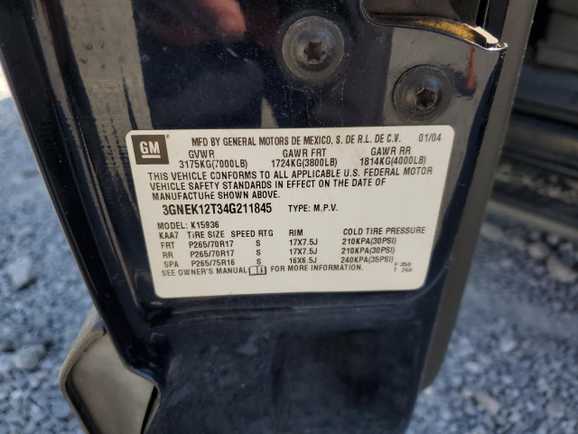 GM
MFD BY GENERAL MOTORS DE MEXICO, S. DE R.L. DE C.V. 01/04
GVWR GAWR FRT GAWR RR
3175KG(7000LB) 1724KG(3800LB) 1814KG(4000LB)
THIS VEHICLE CONFORMS TO ALL APPLICABLE U.S. FEDERAL MOTOR
VEHICLE SAFETY STANDARDS IN EFFECT ON THE DATE OF
MANUFACTURE SHOWN ABOVE.
3GNEK12T34G211845 TYPE: M.P.V.
MODEL: K15936
KAA7 TIRE SIZE SPEED RTG RIM COLD TIRE PRESSURE
FRT P265/70R17 S 17X7.5J 210KPA(30PSI)
RR P265/70R17 S 17X7.5J 210KPA(30PSI)
SPA P265/75R16 S 16X6.5J 240KPA(35PSI)
SEE OWNER'S MANUAL